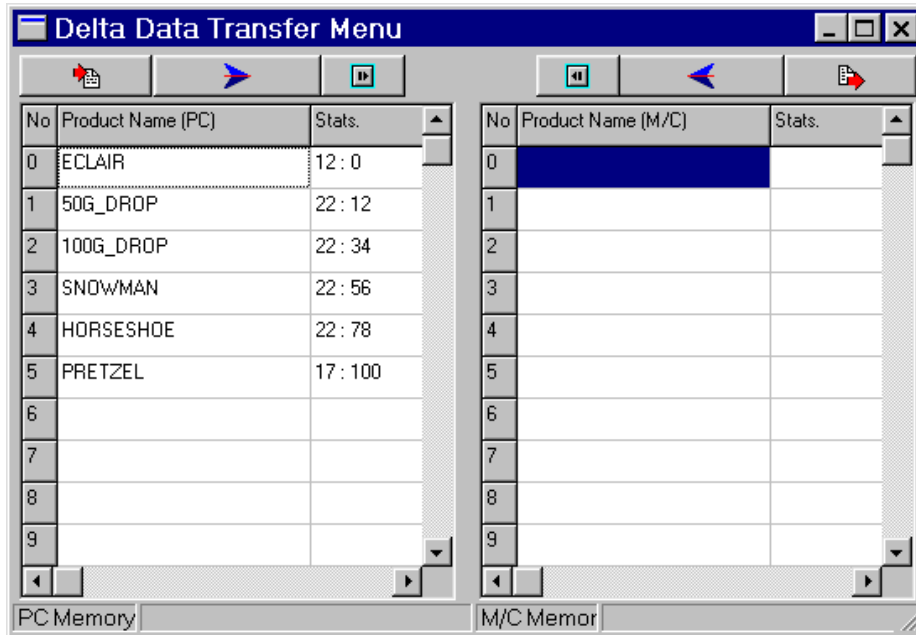 Delta Data Transfer Menu
No Product Name (PC) Stats.
0 ECLAIR 12 : 0
1 50G_DROP 22 : 12
2 100G_DROP 22 : 34
3 SNOWMAN 22 : 56
4 HORSESHOE 22 : 78
5 PRETZEL 17 : 100
6
7
8
9
PC Memory
No Product Name (M/C) Stats.
0
1
2
3
4
5
6
7
8
9
M/C Memor